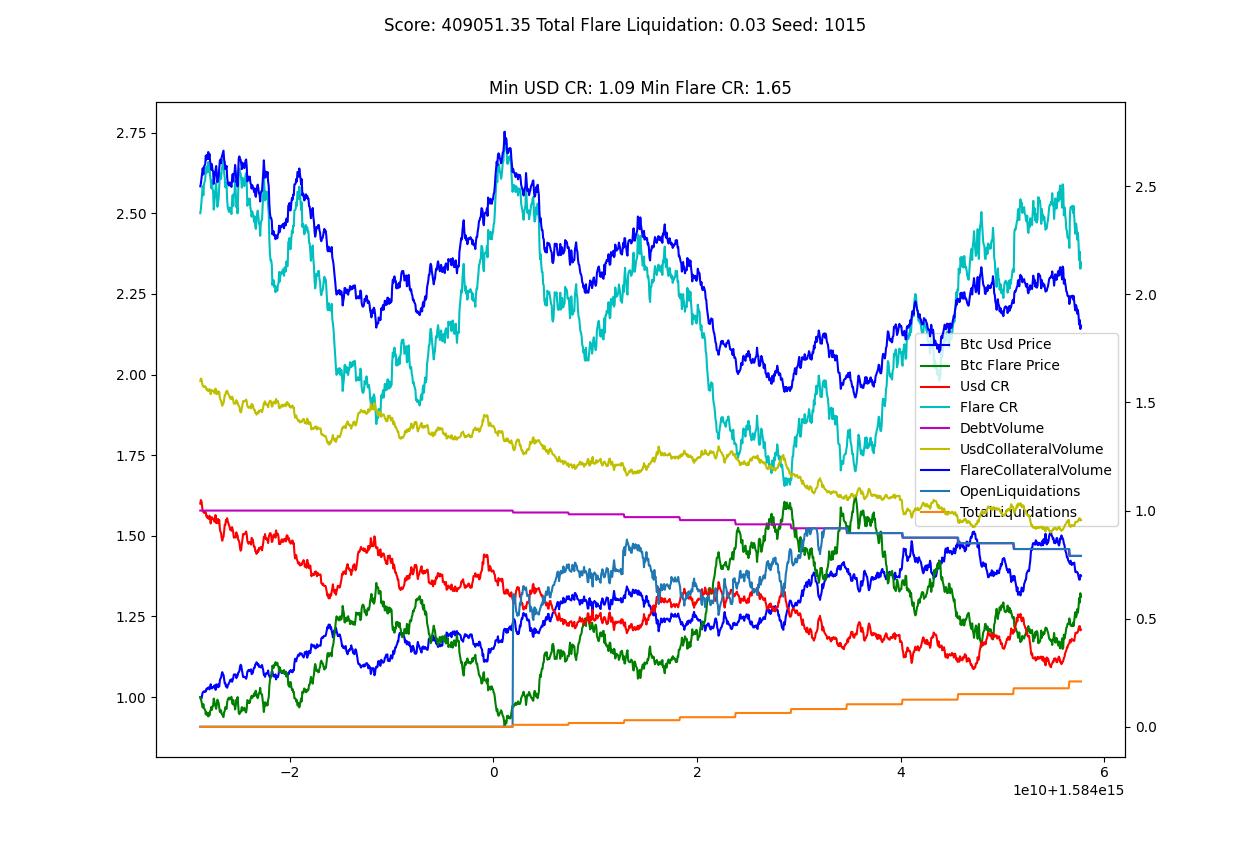 Score: 409051.35 Total Flare Liquidation: 0.03 Seed: 1015
Min USD CR: 1.09 Min Flare CR: 1.65
2.75
2.50
2.25
2.00
1.75
1.50
1.25
1.00
2.5
2.0
1.5
1.0
0.5
0.0
Btc Usd Price
Btc Flare Price
Usd CR
Flare CR
DebtVolume
UsdCollateralVolume
FlareCollateralVolume
OpenLiquidations
TotalLiquidations
−2
0
2
4
6
1e10+1.584e15